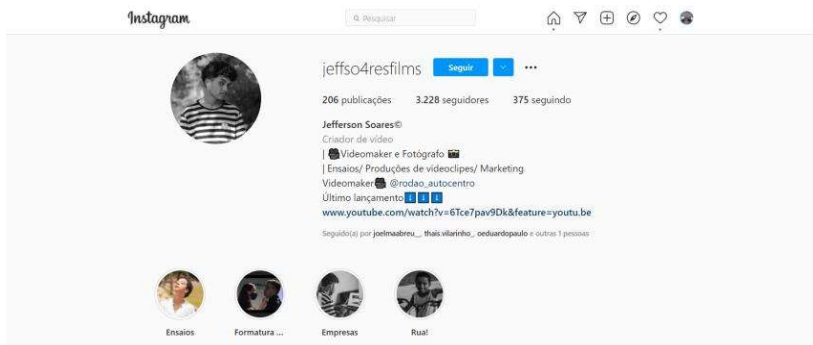 Instagram
Pesquisar
jeffso4resfilms Seguir
206 publicações 3.228 seguidores 375 seguindo
Jefferson Soares©
Criador de vídeo
| 🎥Videomaker e Fotógrafo 📸
| Ensaios/ Produções de videoclipes/ Marketing
Videomaker🎥 @rodao_autocentro
Último lançamento⬇️⬇️⬇️
www.youtube.com/watch?v=6Tce7pav9Dk&feature=youtu.be
Seguido(a) por joelmaabreu__, thais.vilarinho_, oeduardopaulo e outras 1 pessoas
Ensaios Formatura ... Empresas Rua!